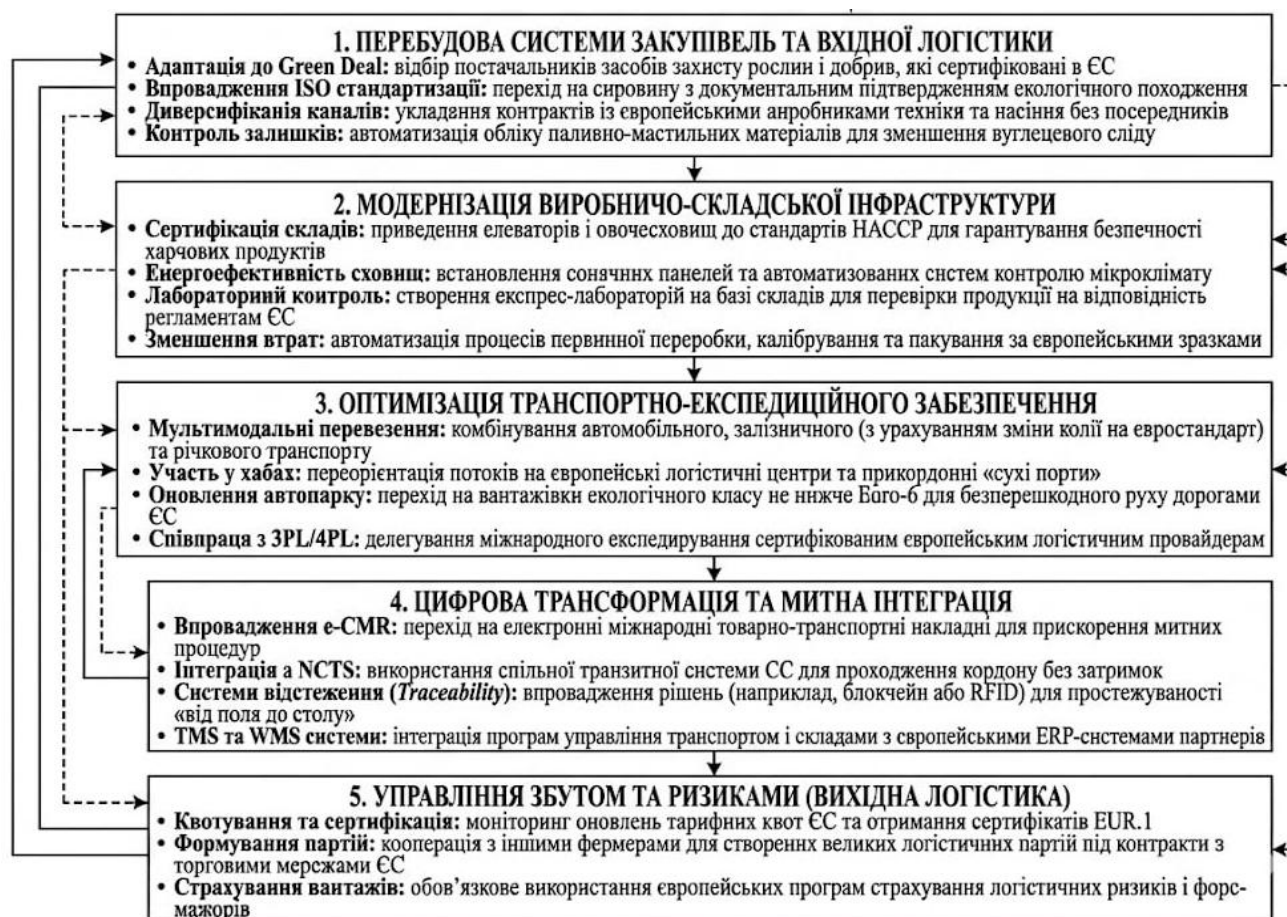 1. ПЕРЕБУДОВА СИСТЕМИ ЗАКУПІВЕЛЬ ТА ВХІДНОЇ ЛОГІСТИКИ
• Адаптація до Green Deal: відбір постачальників засобів захисту рослин і добрив, які сертифіковані в ЄС
• Впровадження ISO стандартизації: перехід на сировину з документальним підтвердженням екологічного походження
• Диверсифіканія каналів: укладання контрактів із європейськими анробниками техніки та насіння без посередників
• Контроль залишків: автоматизація обліку паливно-мастильних матеріалів для зменшення вуглецевого сліду
2. МОДЕРНІЗАЦІЯ ВИРОБНИЧО-СКЛАДСЬКОЇ ІНФРАСТРУКТУРИ
• Сертифікація складів: приведення елеваторів і овочесховищ до стандартів НАССР для гарантування безпечності
харчових продуктів
• Енергоефективність сховищ: встановлення сонячнних панелей та автоматизованих систем контролю мікроклімату
• Лабораторинй коитроль: створення експрес-лабораторій на базі складів для перевірки продукції на відповідність
регламентам ЄС
• Зменшення втрат: автоматизація процесів первинної переробки, калібрування та пакування за європейськими зразками
3. ОПТИМІЗАЦІЯ ТРАНСПОРТНО-ЕКСПЕДИЦІЙНОГО ЗАБЕЗПЕЧЕННЯ
• Мультимодальні перевезення: комбінування автомобільного, залізничного (з урахуванням зміни колії на евростандарт)
та річкового транспорту
• Участь у хабах: переорієнтація потоків на європейські логістичні центри та прикордонні «сухі порти»
• Оновлення автопарку: перехід на вантажівки екологічного класу не ннжче Бого-6 для безперешкодного руху дорогами
ЄС
• Співпраця з 3PL/4PL: делегування міжнародного експедирування сертифікованим європейським логістичним провайдерам
4. ЦИФРОВА ТРАНСФОРМАЦІЯ ТА МИТНА ІНТЕГРАЦІЯ
• Впровадження e-CMR: перехід на електронні міжнародні товарно-транспортні накладні для прискорення митних
процедур
• Інтеграція а NCTS: використання спільної транзитної системи СС для проходження кордону без затримок
• Системи відстеження (Traceability): впровадження рішень (наприклад, блокчейн або RFID) для простежуваності
«від поля до столу»
• TMS та WMS системи: інтеграція програм управління транспортом і складами з європейськими ERP-снстемами партнерів
5. УПРАВЛІННЯ ЗБУТОМ ТА РИЗИКАМИ (ВИХІДНА ЛОГІСТИКА)
• Квотування та сертифікація: моніторинг оновлень тарифних квот ЄС та отримання сертифікатів EUR.1
• Формування партій: кооперація з іншими фермерами для створеннх великих логістичних партій під контракти з
торговими мерсжами ЄС
• Страхування вантажів: обов’язкове використання європейських програм страхування логістичних ризиків і форс-
мажорів